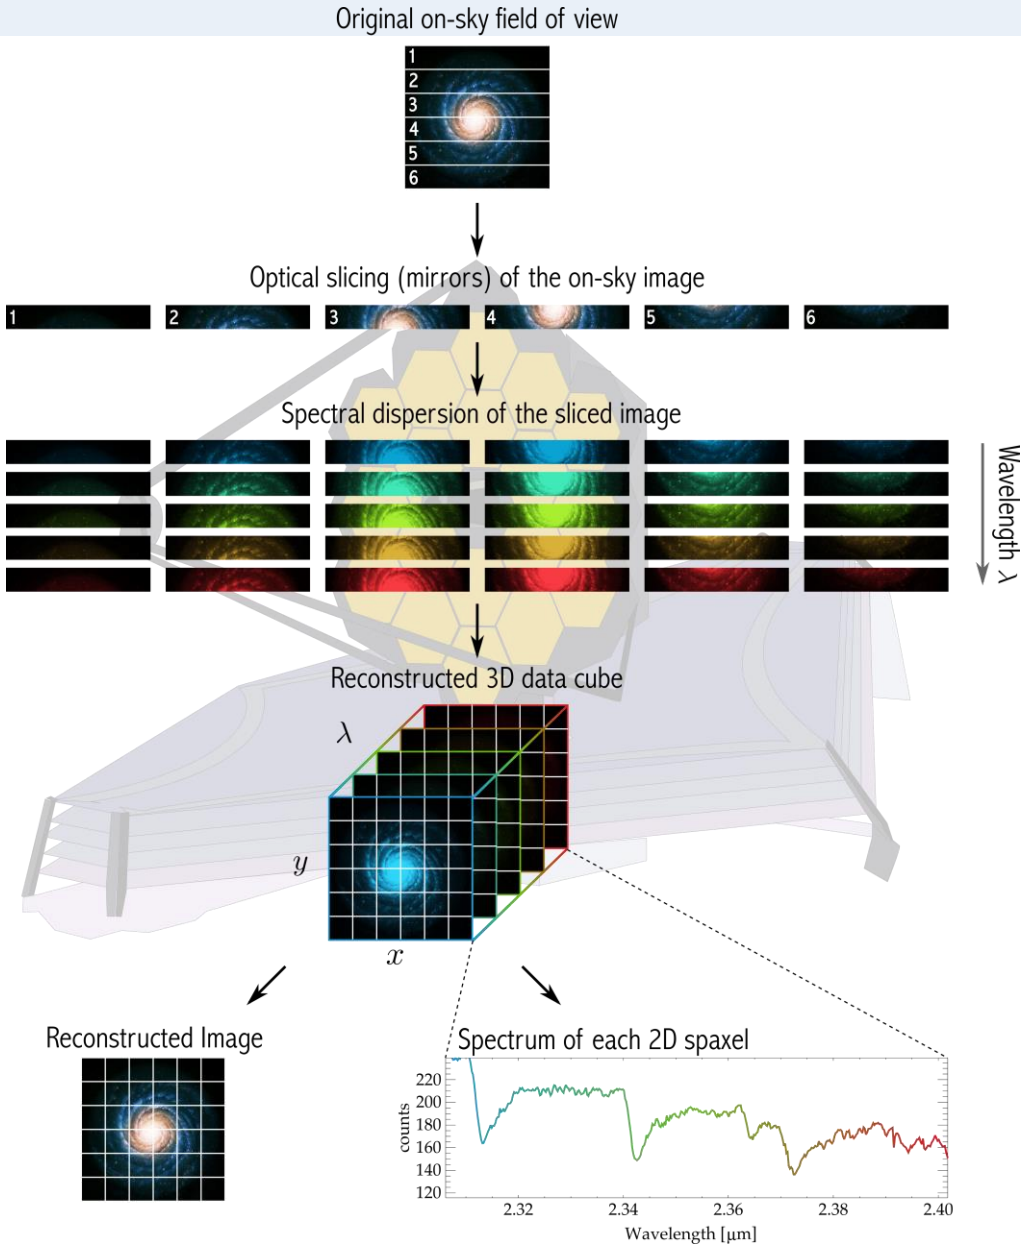 Original on-sky field of view
1
2
3
4
5
6
Optical slicing (mirrors) of the on-sky image
1 2 3 4 5 6
Spectral dispersion of the sliced image
Wavelength λ
Reconstructed 3D data cube
λ
y
x
Reconstructed Image
Spectrum of each 2D spaxel
counts
220
200
180
160
140
120
2.32 2.34 2.36 2.38 2.40
Wavelength [μm]